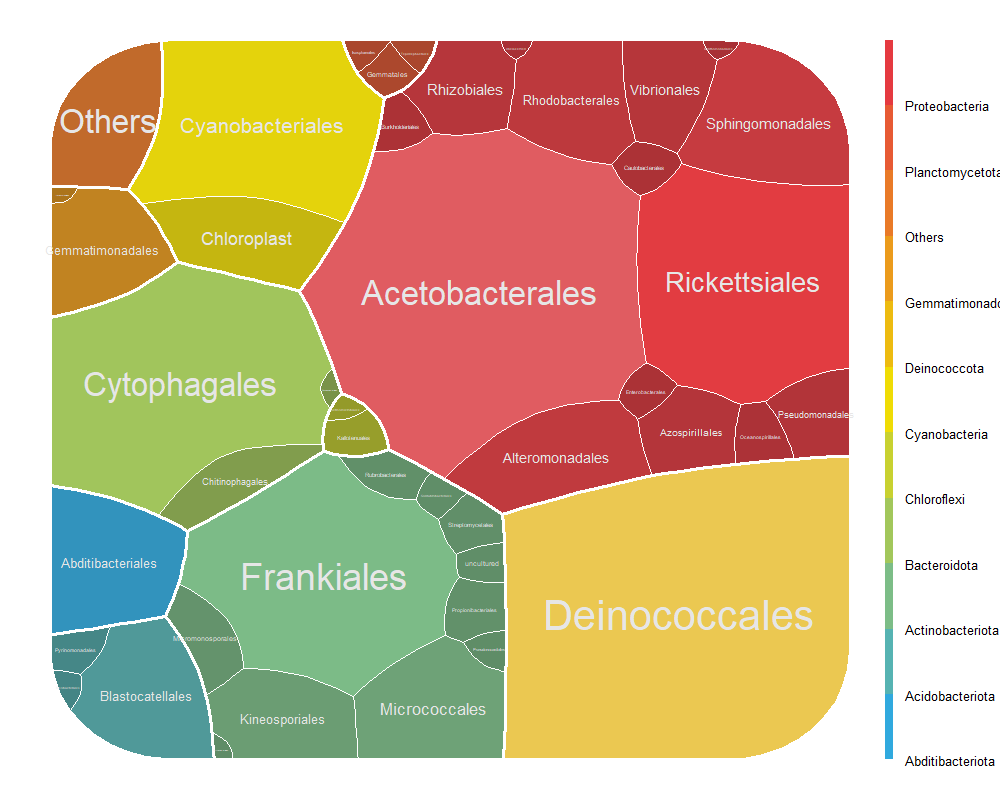 Others
Cyanobacteriales
Gemmatales
Rhizobiales
Rhodobacterales
Vibrionales
Sphingomonadales
Burkholderiales
Caulobacterales
Chloroplast
Gemmatimonadales
Acetobacterales
Rickettsiales
Cytophagales
Enterobacterales
Kallotenuales
Azospirillales
Oceanospirillales
Pseudomonadales
Alteromonadales
Chitinophagales
Rubrobacterales
Streptomycetales
Abditibacteriales
uncultured
Frankiales
Deinococcales
Propionibacteriales
Micromonosporales
Pyrinomonadales
Blastocatellales
Kineosporiales
Micrococcales
Proteobacteria
Planctomycetota
Others
Gemmatimonado
Deinococcota
Cyanobacteria
Chloroflexi
Bacteroidota
Actinobacteriota
Acidobacteriota
Abditibacteriota